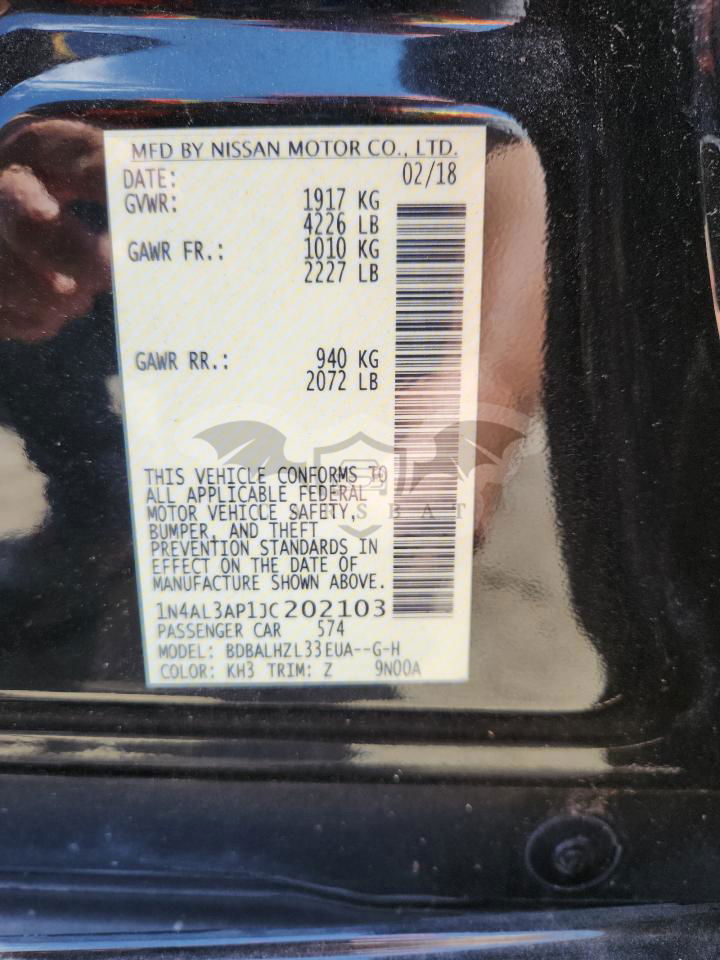 MFD BY NISSAN MOTOR CO., LTD.
DATE: 02/18
GVWR: 1917 KG
4226 LB
GAWR FR.: 1010 KG
2227 LB
GAWR RR.: 940 KG
2072 LB
THIS VEHICLE CONFORMS TO
ALL APPLICABLE FEDERAL
MOTOR VEHICLE SAFETY,
BUMPER, AND THEFT
PREVENTION STANDARDS IN
EFFECT ON THE DATE OF
MANUFACTURE SHOWN ABOVE.
1N4AL3AP1JC202103
PASSENGER CAR 574
MODEL: BDBALHZL33EUA--G-H
COLOR: KH3 TRIM: Z 9N00A